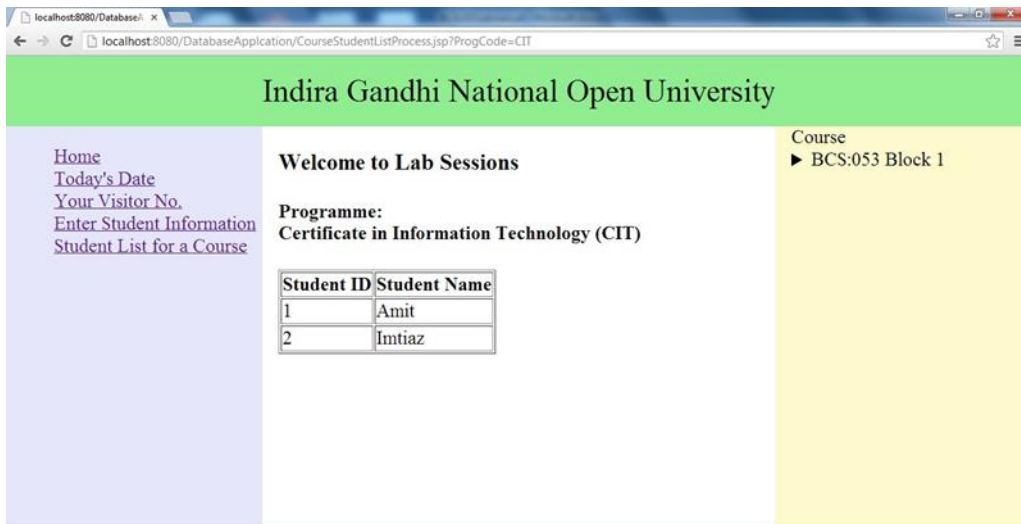 localhost:8080/DatabaseA
localhost:8080/DatabaseApplcation/CourseStudentListProcess.jsp?ProgCode=CIT
Indira Gandhi National Open University
Home
Today's Date
Your Visitor No.
Enter Student Information
Student List for a Course
Welcome to Lab Sessions
Programme:
Certificate in Information Technology (CIT)
Student ID Student Name
1 Amit
2 Imtiaz
Course
► BCS:053 Block 1